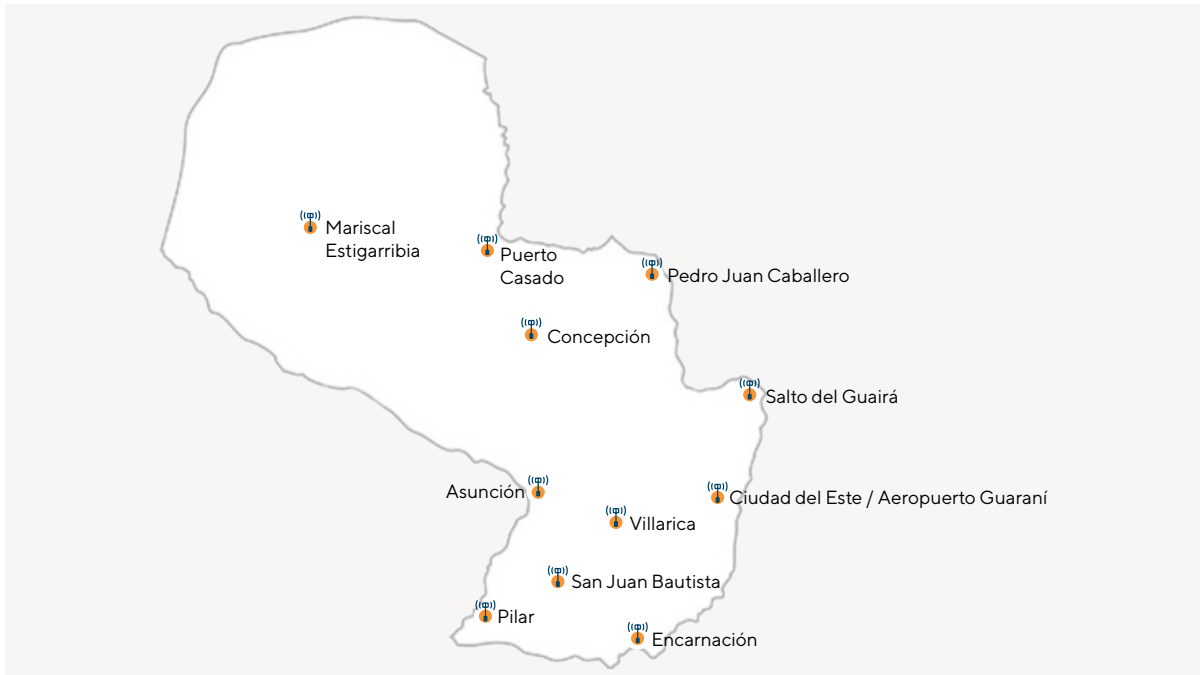 Mariscal
Estigarribia
Puerto
Casado
Pedro Juan Caballero
Concepción
Salto del Guairá
Asunción
Ciudad del Este / Aeropuerto Guaraní
Villarica
San Juan Bautista
Pilar
Encarnación